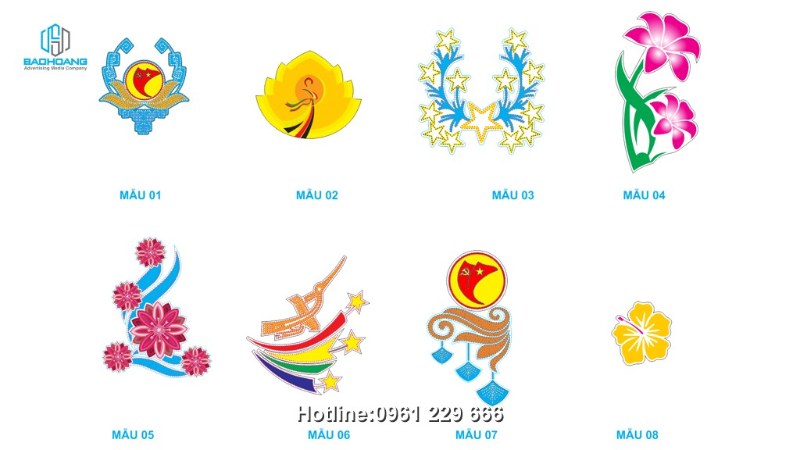 BAOHOANG
Advertising Media Company
MẪU 01
MẪU 02
MẪU 03
MẪU 04
MẪU 05
MẪU 06
MẪU 07
MẪU 08
Hotline:0961 229 666